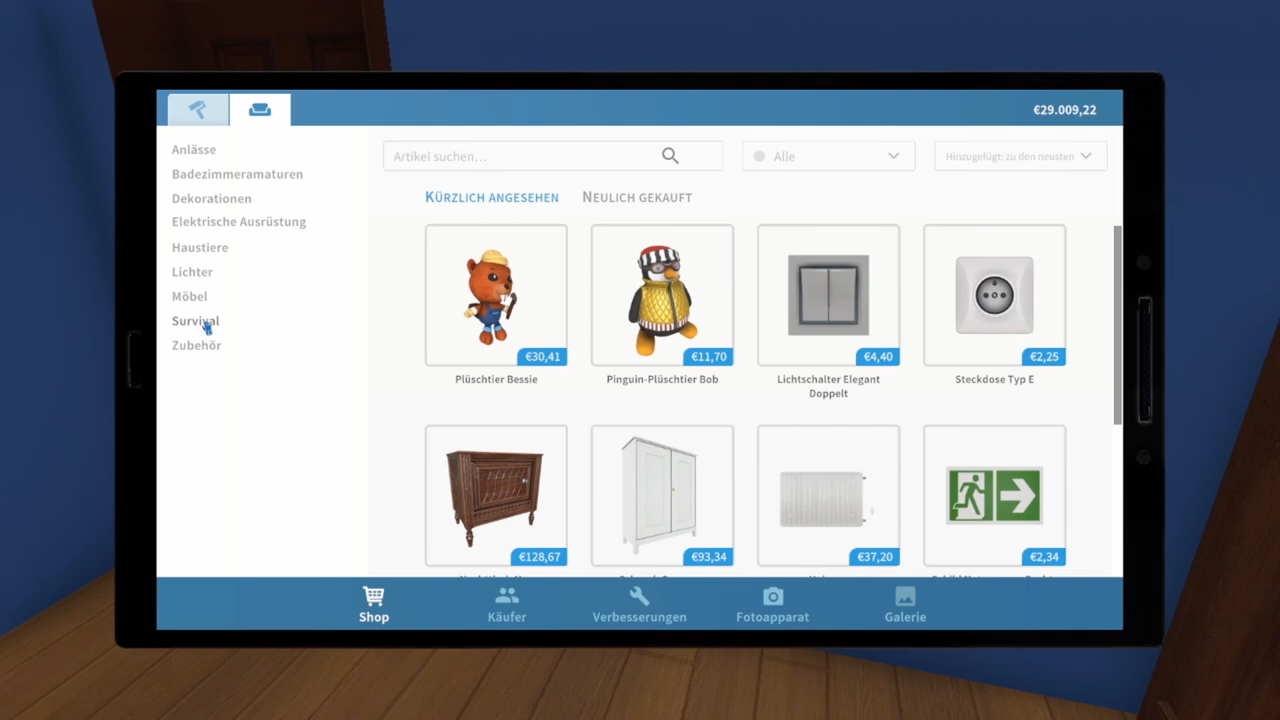 €29.009,22
Anlässe
Badezimmeramaturen
Dekorationen
Elektrische Ausrüstung
Haustiere
Lichter
Möbel
Survival
Zubehör
Artikel suchen...
Alle
Hinzugefügt: zu den neusten
KÜRZLICH ANGESEHEN
NEULICH GEKAUFT
€30,41
€11,70
€4,40
€2,25
Plüschtier Bessie
Pinguin-Plüschtier Bob
Lichtschalter Elegant
Doppelt
Steckdose Typ E
€128,67
€93,34
€37,20
€2,34
Shop
Käufer
Verbesserungen
Fotoapparat
Galerie